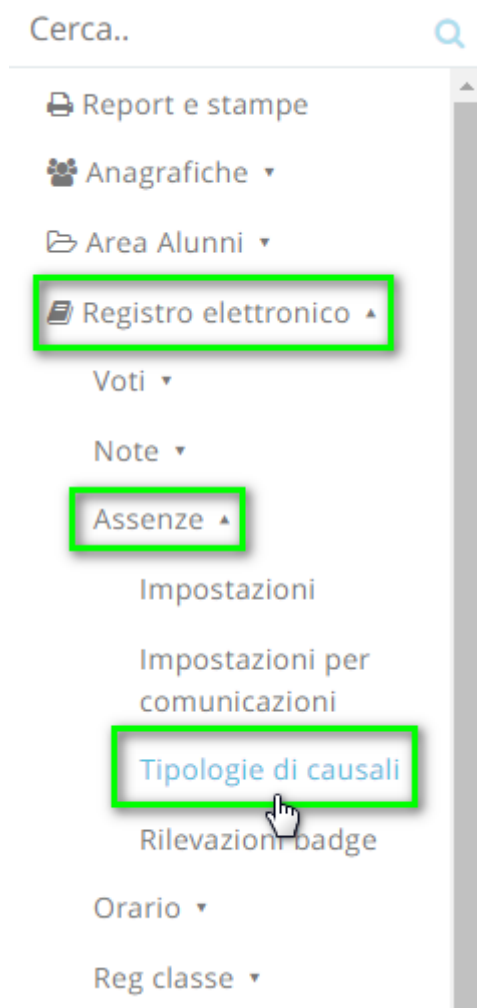 Cerca..
Report e stampe
Anagrafiche
Area Alunni
Registro elettronico
Voti
Note
Assenze
Impostazioni
Impostazioni per
comunicazioni
Tipologie di causali
Rilevazioni badge
Orario
Reg classe